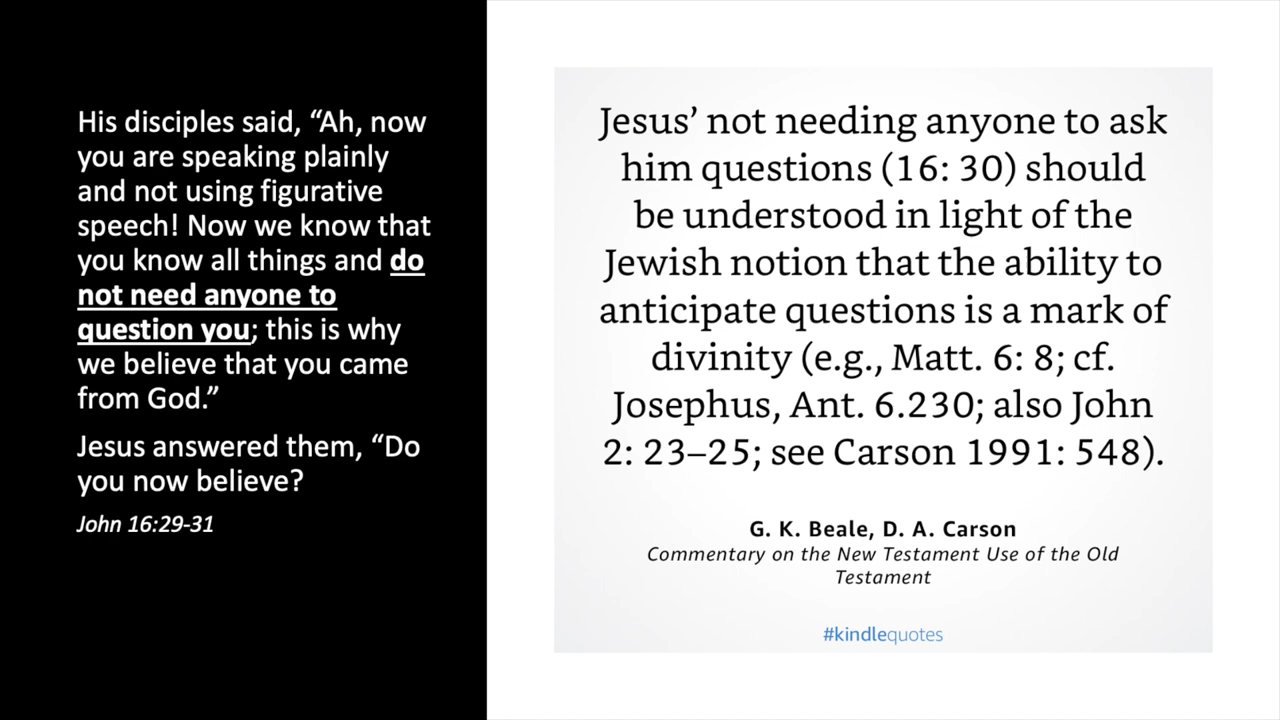 His disciples said, “Ah, now
you are speaking plainly
and not using figurative
speech! Now we know that
you know all things and do
not need anyone to
question you; this is why
we believe that you came
from God.”
Jesus answered them, “Do
you now believe?
John 16:29-31
Jesus’ not needing anyone to ask
him questions (16: 30) should
be understood in light of the
Jewish notion that the ability to
anticipate questions is a mark of
divinity (e.g., Matt. 6: 8; cf.
Josephus, Ant. 6.230; also John
2: 23–25; see Carson 1991: 548).
G. K. Beale, D. A. Carson
Commentary on the New Testament Use of the Old
Testament
#kindlequotes